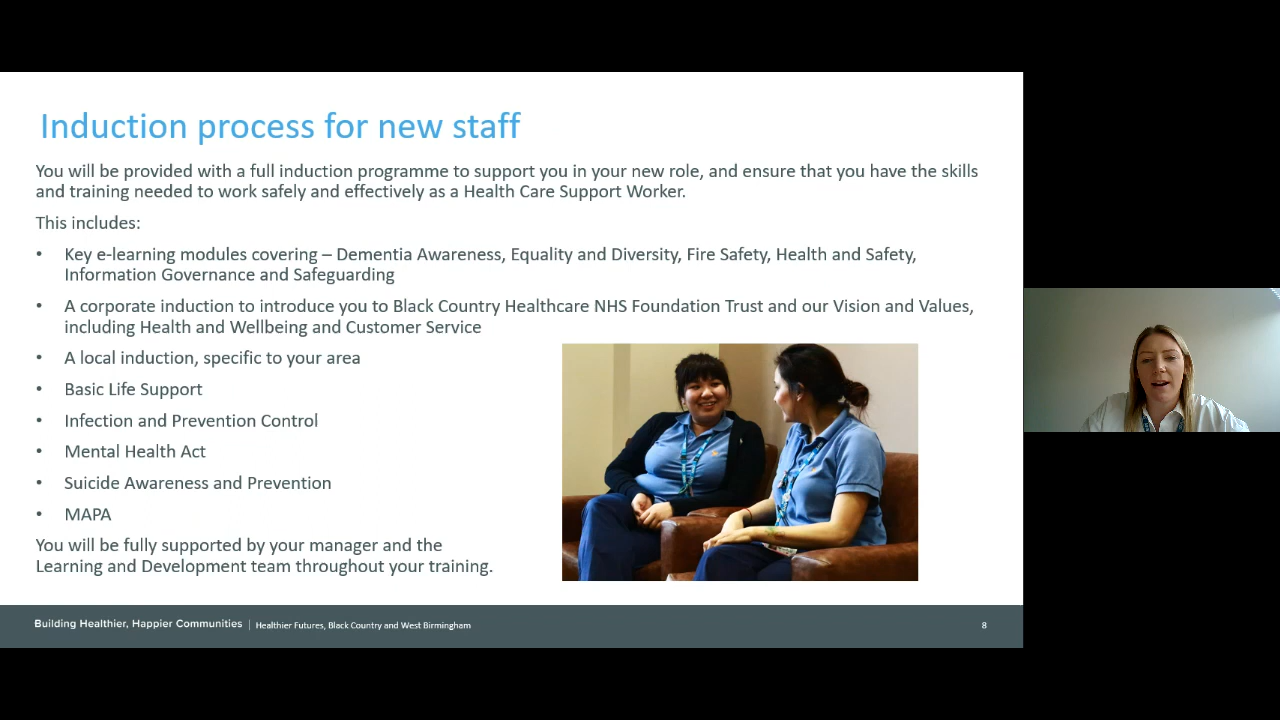 Induction process for new staff
You will be provided with a full induction programme to support you in your new role, and ensure that you have the skills
and training needed to work safely and effectively as a Health Care Support Worker.
This includes:
• Key e-learning modules covering – Dementia Awareness, Equality and Diversity, Fire Safety, Health and Safety,
Information Governance and Safeguarding
• A corporate induction to introduce you to Black Country Healthcare NHS Foundation Trust and our Vision and Values,
including Health and Wellbeing and Customer Service
• A local induction, specific to your area
• Basic Life Support
• Infection and Prevention Control
• Mental Health Act
• Suicide Awareness and Prevention
• MAPA
You will be fully supported by your manager and the
Learning and Development team throughout your training.
Building Healthier, Happier Communities | Healthier Futures, Black Country and West Birmingham 8